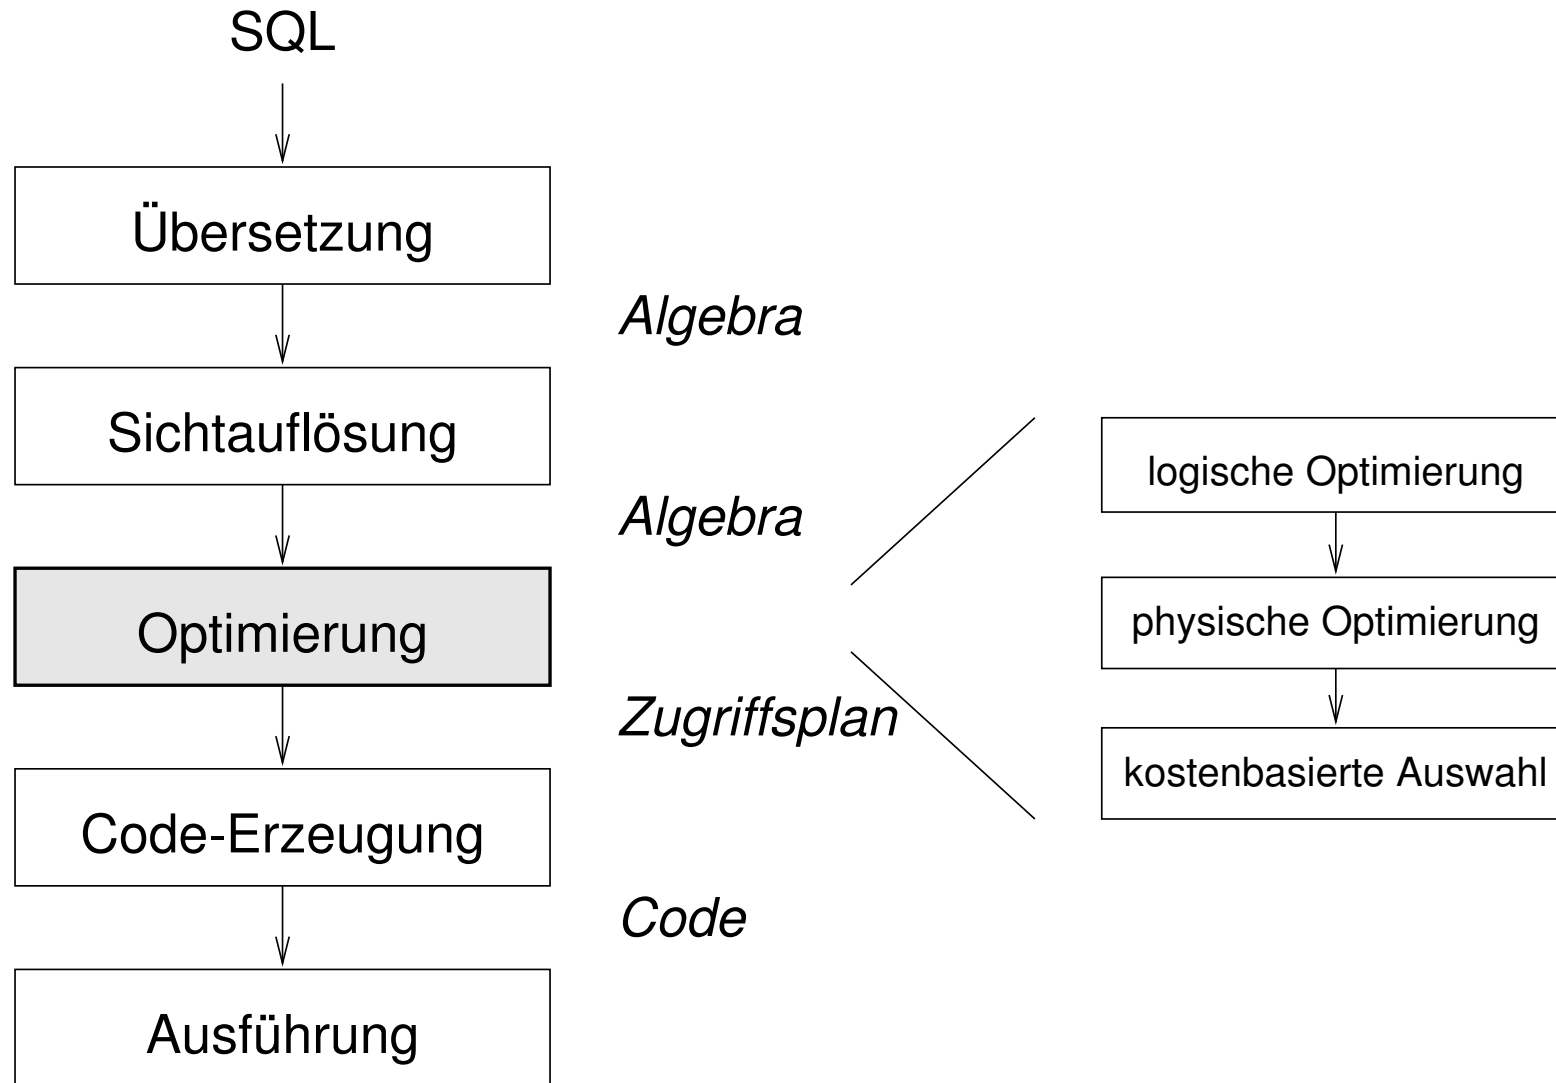 SQL
Übersetzung
Algebra
Sichtauflösung
Algebra
Optimierung
Zugriffsplan
Code-Erzeugung
Code
Ausführung
logische Optimierung
physische Optimierung
kostenbasierte Auswahl